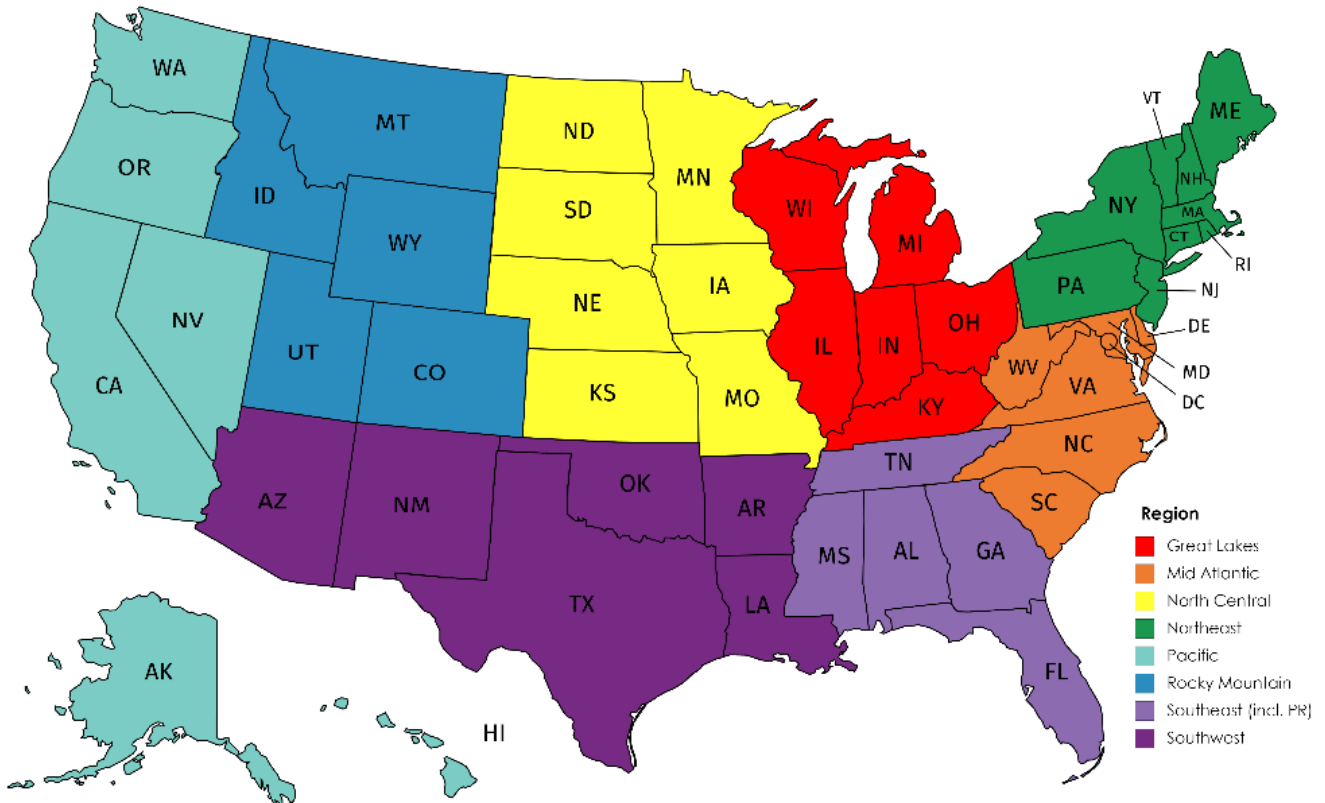 WA
MT
ND
MN
VT
ME
OR
ID
SD
WI
MI
NY
NH
MA
CT
RI
WY
NE
IA
PA
NJ
NV
UT
CO
KS
MO
IL
IN
OH
WV
VA
DE
MD
DC
CA
KY
NC
AZ
NM
OK
AR
TN
SC
MS
AL
GA
TX
LA
FL
AK
HI
Region
Great Lakes
Mid Atlantic
North Central
Northeast
Pacific
Rocky Mountain
Southeast (incl. PR)
Southwest